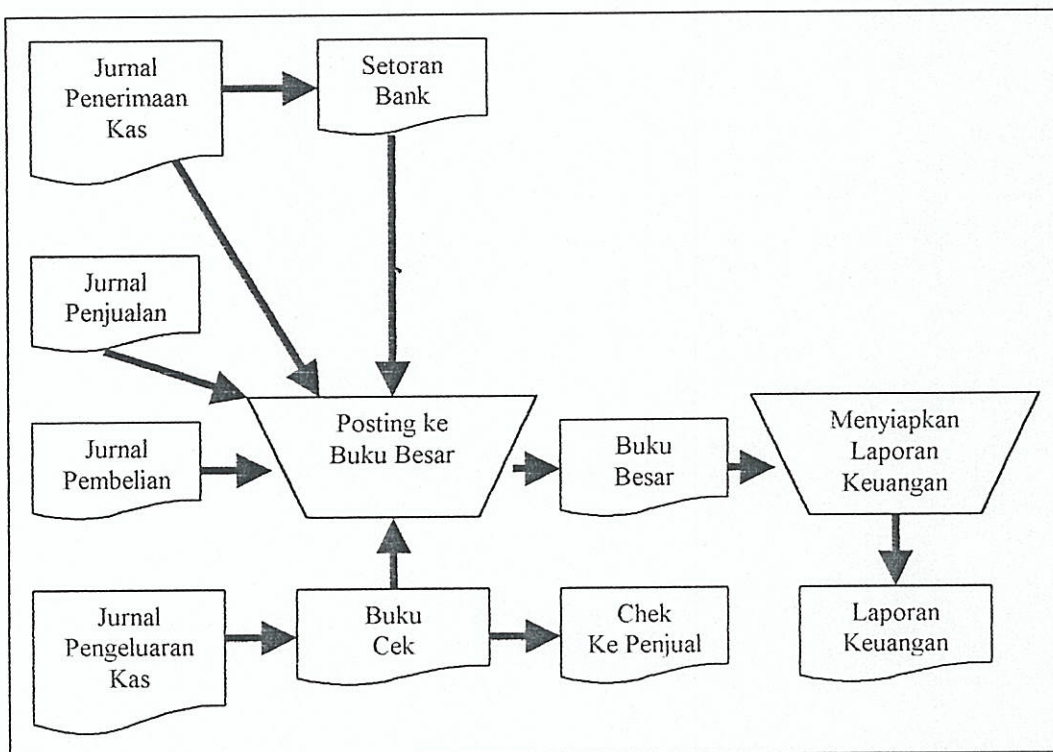 Jurnal
Penerimaan
Kas
Setoran
Bank
Jurnal
Penjualan
Jurnal
Pembelian
Posting ke
Buku Besar
Buku
Besar
Menyiapkan
Laporan
Keuangan
Jurnal
Pengeluaran
Kas
Buku
Cek
Chek
Ke Penjual
Laporan
Keuangan